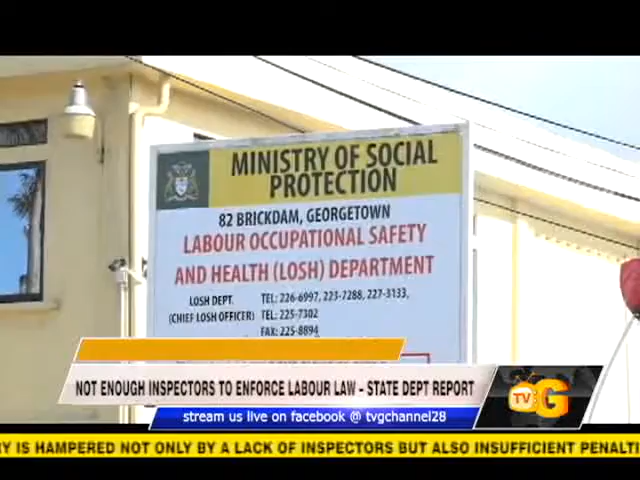 MINISTRY OF SOCIAL
PROTECTION
82 BRICKDAM, GEORGETOWN
LABOUR OCCUPATIONAL SAFETY
AND HEALTH (LOSH) DEPARTMENT
LOSH DEPT. TEL: 226-6997, 223-7288, 227-3133,
(CHIEF LOSH OFFICER) TEL: 225-7302
FAX: 225-8894
NOT ENOUGH INSPECTORS TO ENFORCE LABOUR LAW – STATE DEPT REPORT
TV G
stream us live on facebook @ tvgchannel28
Y IS HAMPERED NOT ONLY BY A LACK OF INSPECTORS BUT ALSO INSUFFICIENT PENALTI